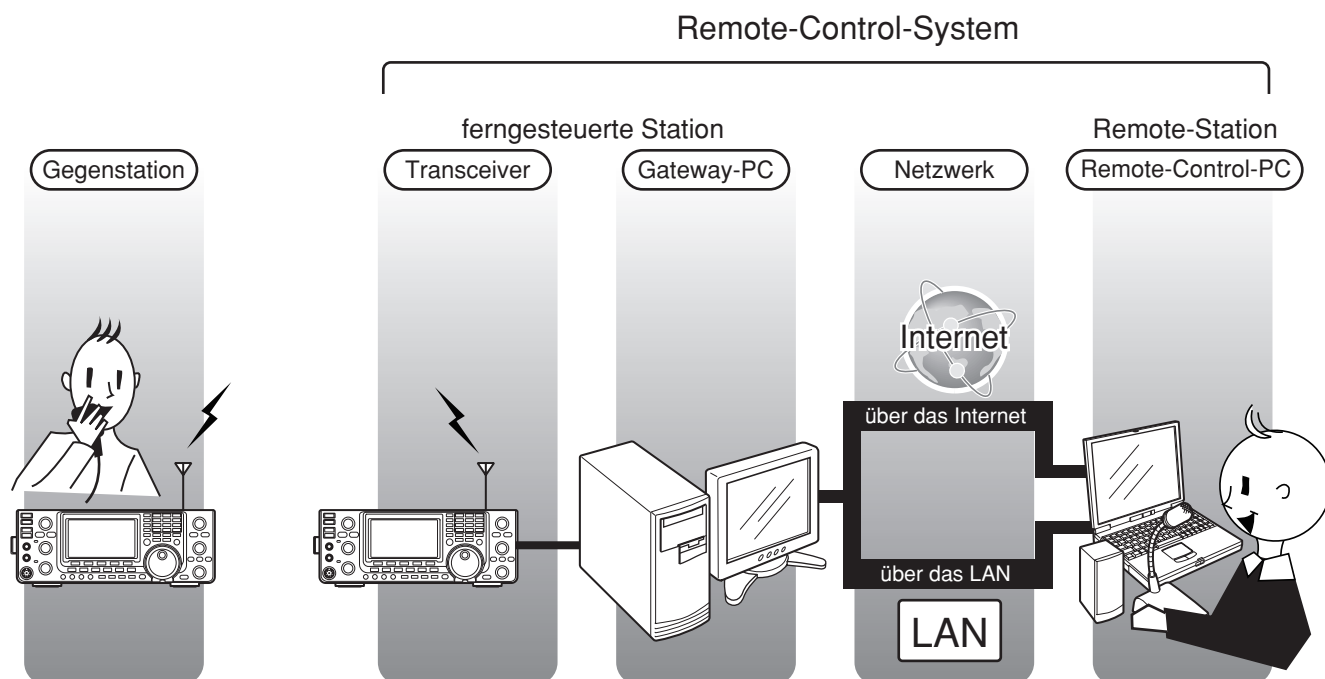 Remote-Control-System
ferngesteuerte Station
Remote-Station
Gegenstation
Transceiver
Gateway-PC
Netzwerk
Remote-Control-PC
Internet
über das Internet
über das LAN
LAN